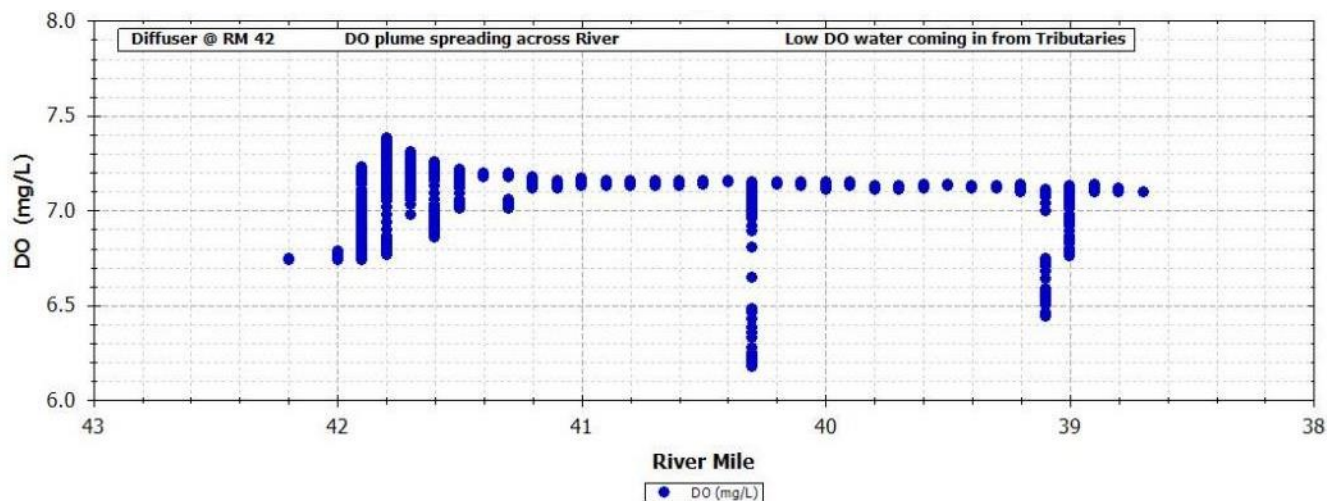 8.0
Diffuser @ RM 42 DO plume spreading across River Low DO water coming in from Tributaries
7.5
7.0
6.5
6.0
DO (mg/L)
43 42 41 40 39 38
River Mile
DO (mg/L)